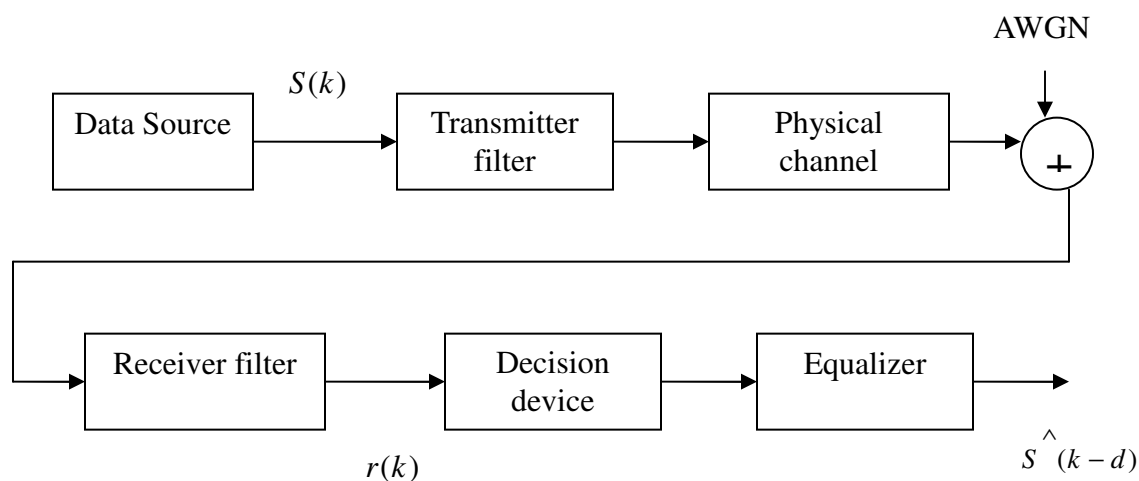 AWGN
S(k)
Data Source
Transmitter
filter
Physical
channel
+
Receiver filter
Decision
device
Equalizer
r(k)
S^(k − d)